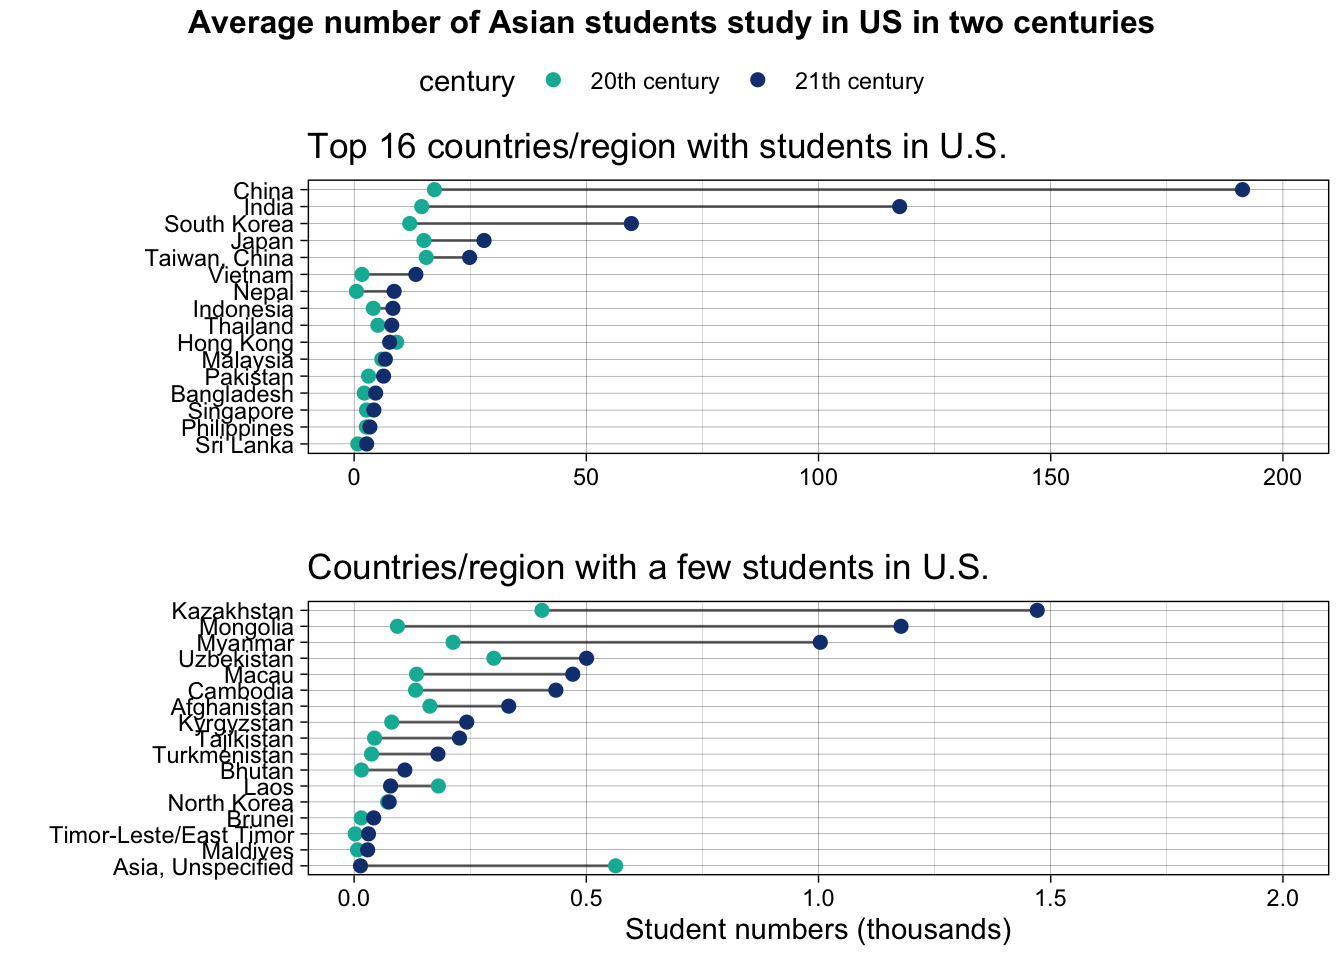 Average number of Asian students study in US in two centuries
century 20th century 21th century
Top 16 countries/region with students in U.S.
China
India
South Korea
Japan
Taiwan, China
Vietnam
Nepal
Indonesia
Thailand
Hong Kong
Malaysia
Pakistan
Bangladesh
Singapore
Philippines
Sri Lanka
0 50 100 150 200
Countries/region with a few students in U.S.
Kazakhstan
Mongolia
Myanmar
Uzbekistan
Macau
Cambodia
Afghanistan
Kyrgyzstan
Tajikistan
Turkmenistan
Bhutan
Laos
North Korea
Brunei
Timor-Leste/East Timor
Maldives
Asia, Unspecified
0.0 0.5 1.0 1.5 2.0
Student numbers (thousands)